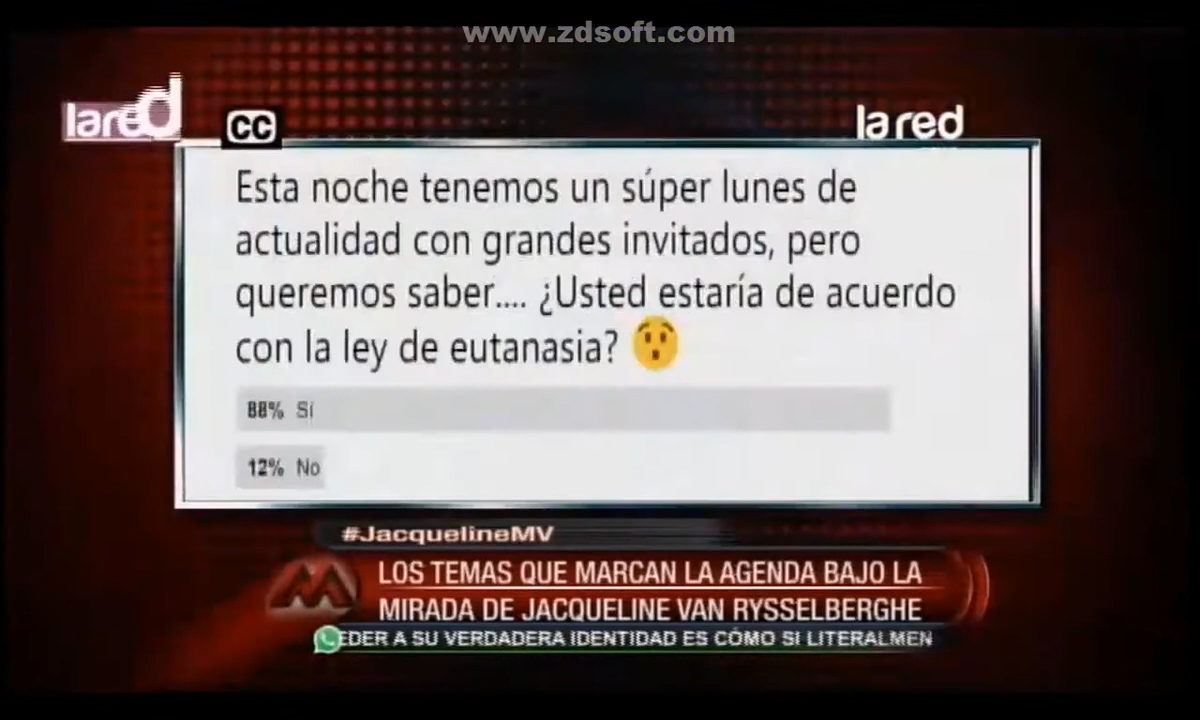 www.zdsoft.com
lared
CC
la red
Esta noche tenemos un súper lunes de
actualidad con grandes invitados, pero
queremos saber.... ¿Usted estaría de acuerdo
con la ley de eutanasia? 😯
88% Sí
12% No
#JacquelineMV
LOS TEMAS QUE MARCAN LA AGENDA BAJO LA
MIRADA DE JACQUELINE VAN RYSSELBERGHE
EDER A SU VERDADERA IDENTIDAD ES CÓMO SI LITERALMEN